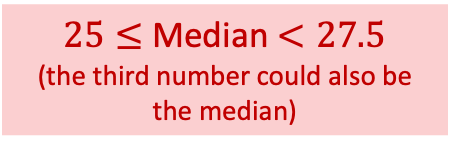 25 ≤ Median < 27.5
(the third number could also be
the median)